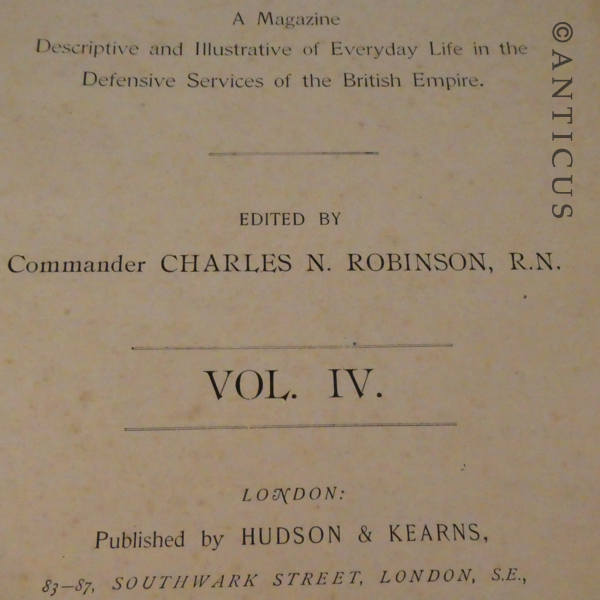 A Magazine
Descriptive and Illustrative of Everyday Life in the
Defensive Services of the British Empire.
EDITED BY
Commander CHARLES N. ROBINSON, R.N.
VOL. IV.
LONDON:
Published by HUDSON & KEARNS,
83–87, SOUTHWARK STREET, LONDON, S.E.,
©ANTICUS